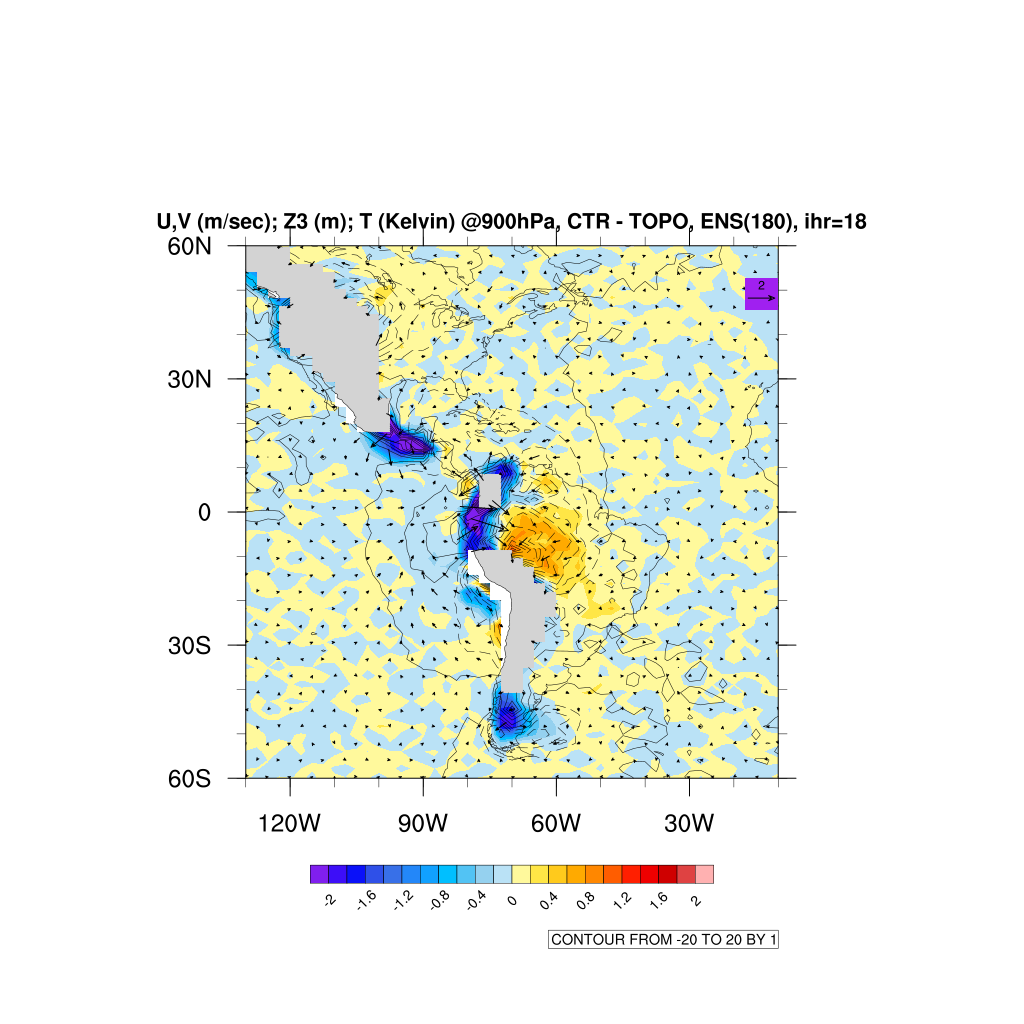 U,V (m/sec); Z3 (m); T (Kelvin) @900hPa, CTR - TOPO, ENS(180), ihr=18
60N
2
30N
0
30S
60S
120W 90W 60W 30W
-2 -1.6 -1.2 -0.8 -0.4 0 0.4 0.8 1.2 1.6 2
CONTOUR FROM -20 TO 20 BY 1